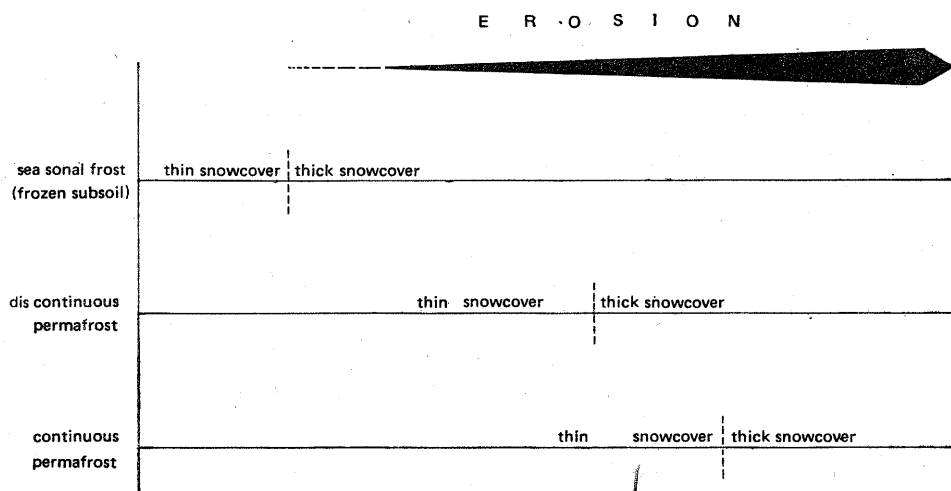 E R O S I O N
sea sonal frost
(frozen subsoil)
thin snowcover
thick snowcover
dis continuous
permafrost
thin snowcover
thick snowcover
continuous
permafrost
thin snowcover
thick snowcover